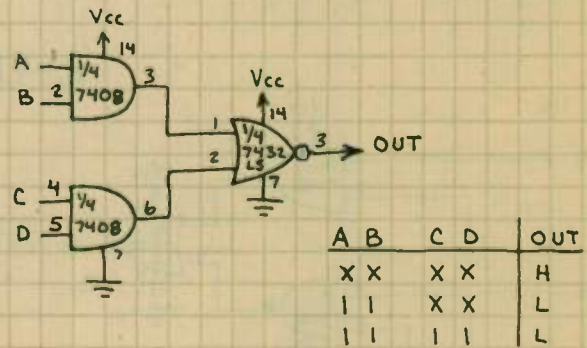 Vcc
14
A
1/4
3
B 2
7408
Vcc
14
1
1/4
2
7432
LS
3
OUT
7
C 4
1/4
6
D 5
7408
7
A B C D OUT
X X X X H
1 1 X X L
1 1 1 1 L